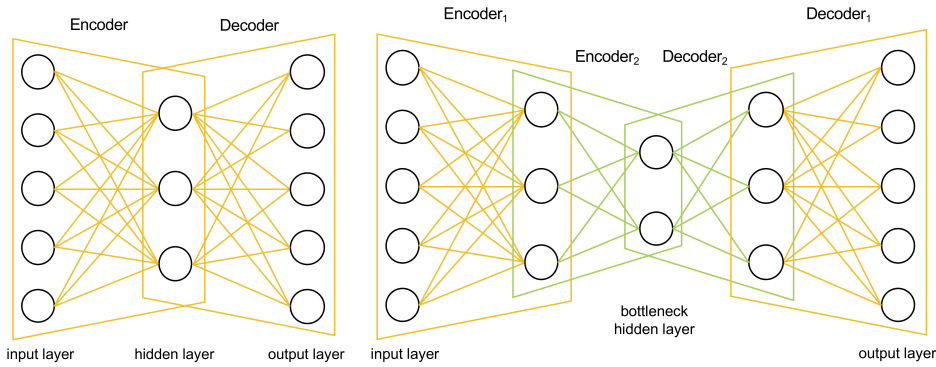 Encoder
Decoder
input layer
hidden layer
output layer
Encoder₁
Encoder₂
Decoder₂
Decoder₁
bottleneck
hidden layer
input layer
output layer